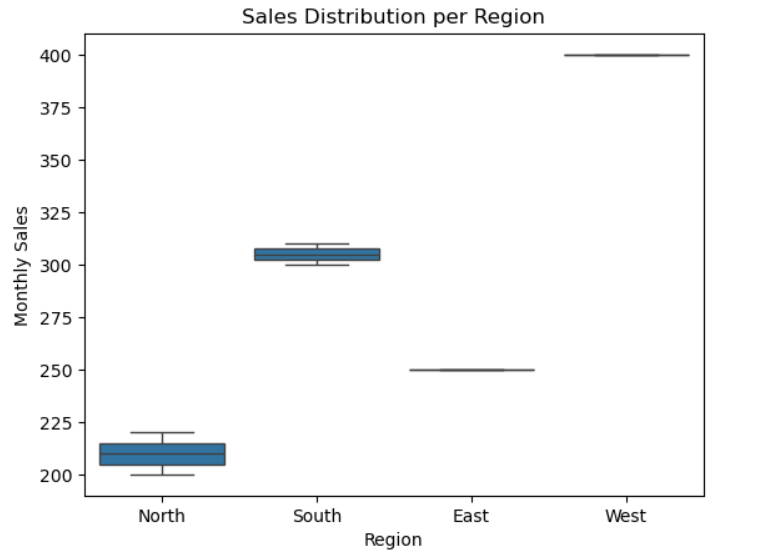 Sales Distribution per Region
Monthly Sales
400
375
350
325
300
275
250
225
200
North South East West
Region